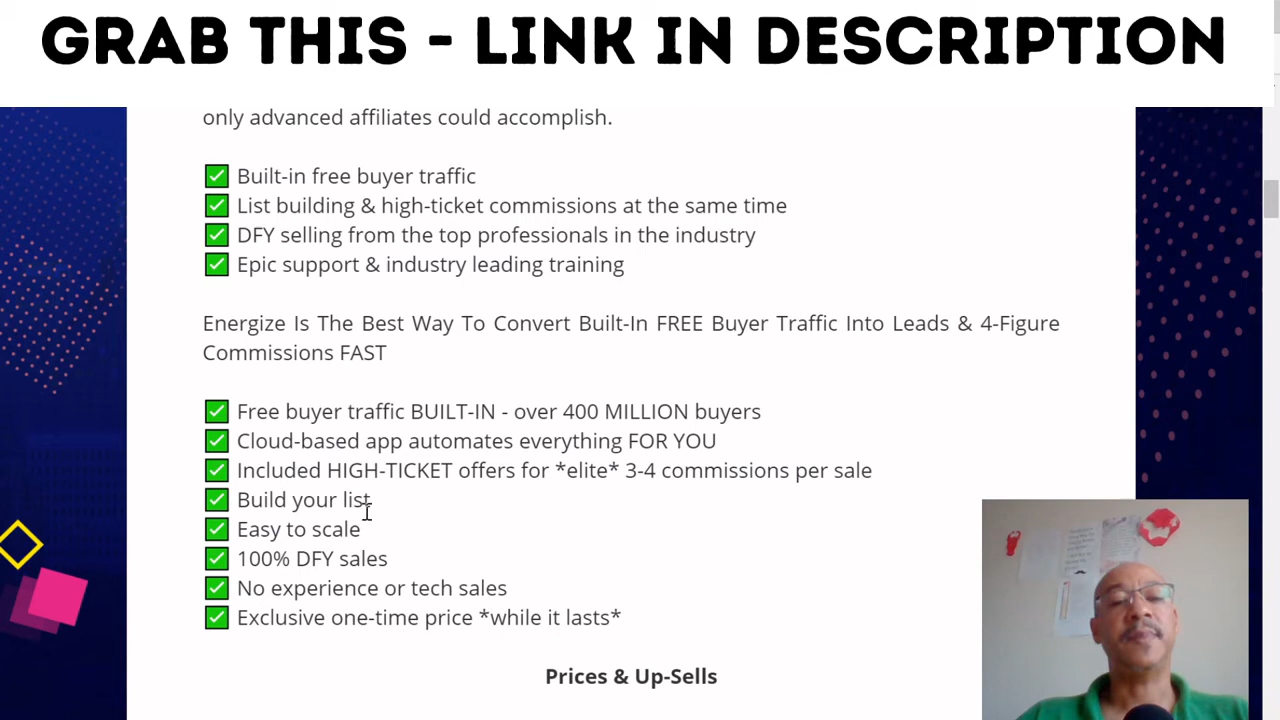 GRAB THIS - LINK IN DESCRIPTION
only advanced affiliates could accomplish.
Built-in free buyer traffic
List building & high-ticket commissions at the same time
DFY selling from the top professionals in the industry
Epic support & industry leading training
Energize Is The Best Way To Convert Built-In FREE Buyer Traffic Into Leads & 4-Figure
Commissions FAST
Free buyer traffic BUILT-IN - over 400 MILLION buyers
Cloud-based app automates everything FOR YOU
Included HIGH-TICKET offers for *elite* 3-4 commissions per sale
Build your list
Easy to scale
100% DFY sales
No experience or tech sales
Exclusive one-time price *while it lasts*
Prices & Up-Sells